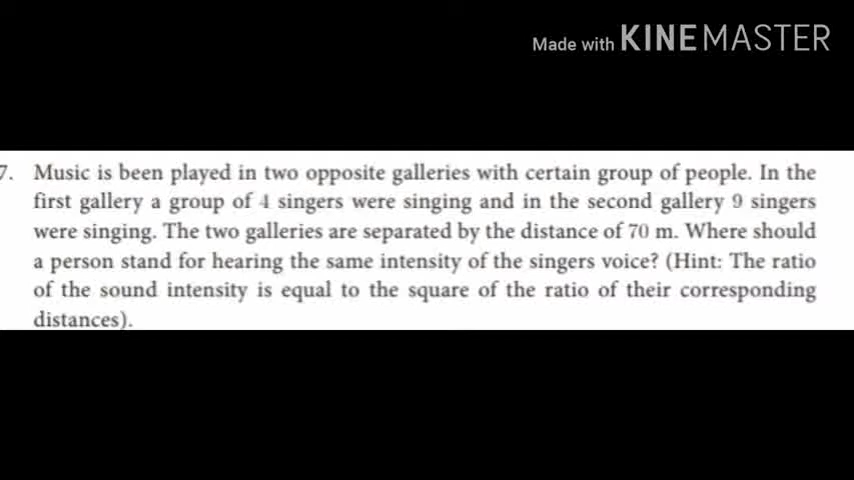 Made with KINEMASTER
7. Music is been played in two opposite galleries with certain group of people. In the
first gallery a group of 4 singers were singing and in the second gallery 9 singers
were singing. The two galleries are separated by the distance of 70 m. Where should
a person stand for hearing the same intensity of the singers voice? (Hint: The ratio
of the sound intensity is equal to the square of the ratio of their corresponding
distances).